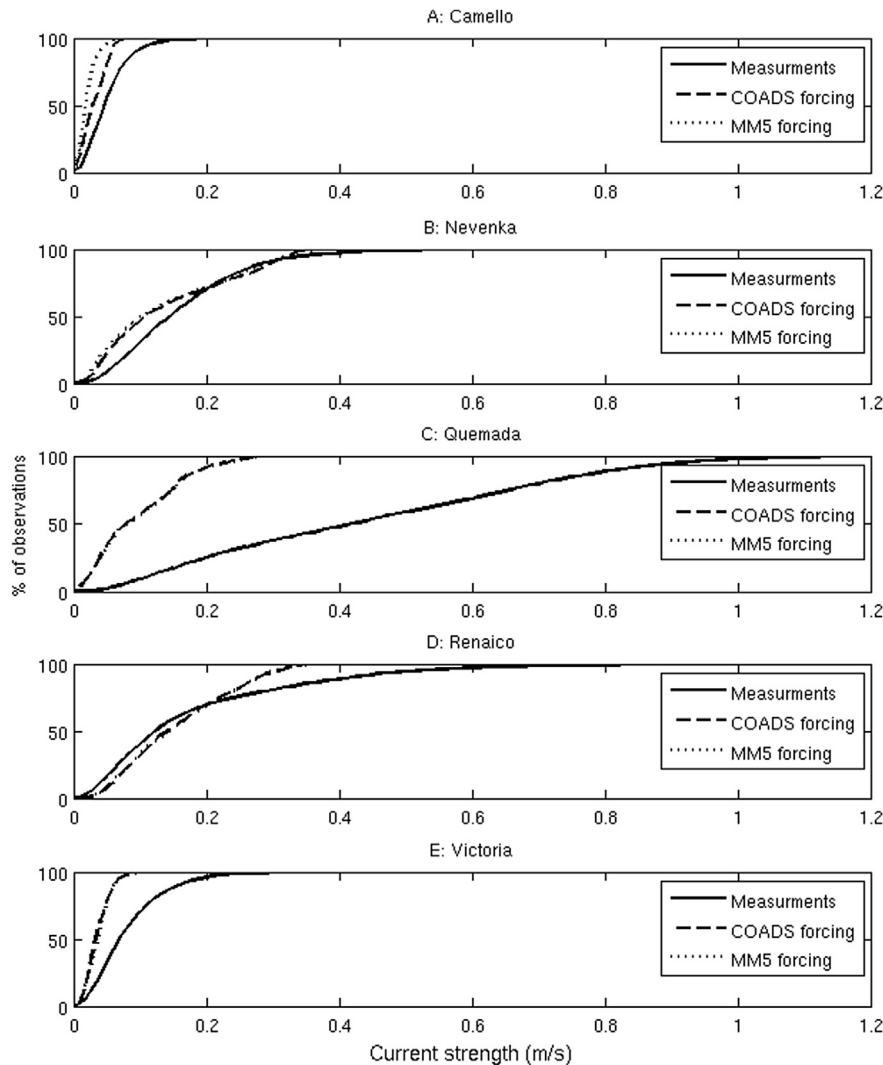 A: Camello
100
50
0
Measurments
COADS forcing
MM5 forcing
0 0.2 0.4 0.6 0.8 1 1.2
B: Nevenka
100
50
0
Measurments
COADS forcing
MM5 forcing
0 0.2 0.4 0.6 0.8 1 1.2
C: Quemada
% of observations
100
50
0
Measurments
COADS forcing
MM5 forcing
0 0.2 0.4 0.6 0.8 1 1.2
D: Renaico
100
50
0
Measurments
COADS forcing
MM5 forcing
0 0.2 0.4 0.6 0.8 1 1.2
E: Victoria
100
50
0
Measurments
COADS forcing
MM5 forcing
0 0.2 0.4 0.6 0.8 1 1.2
Current strength (m/s)